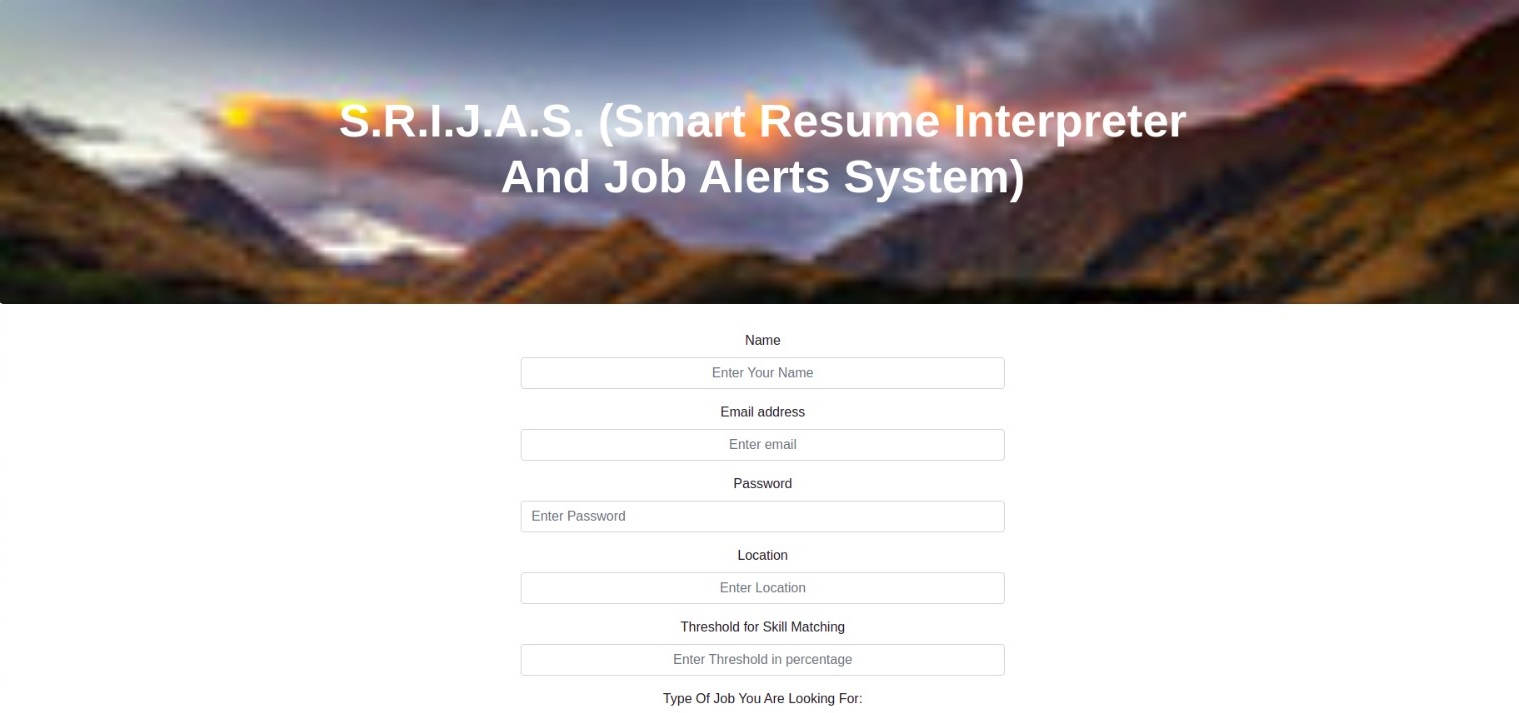 S.R.I.J.A.S. (Smart Resume Interpreter
And Job Alerts System)
Name
Enter Your Name
Email address
Enter email
Password
Enter Password
Location
Enter Location
Threshold for Skill Matching
Enter Threshold in percentage
Type Of Job You Are Looking For: